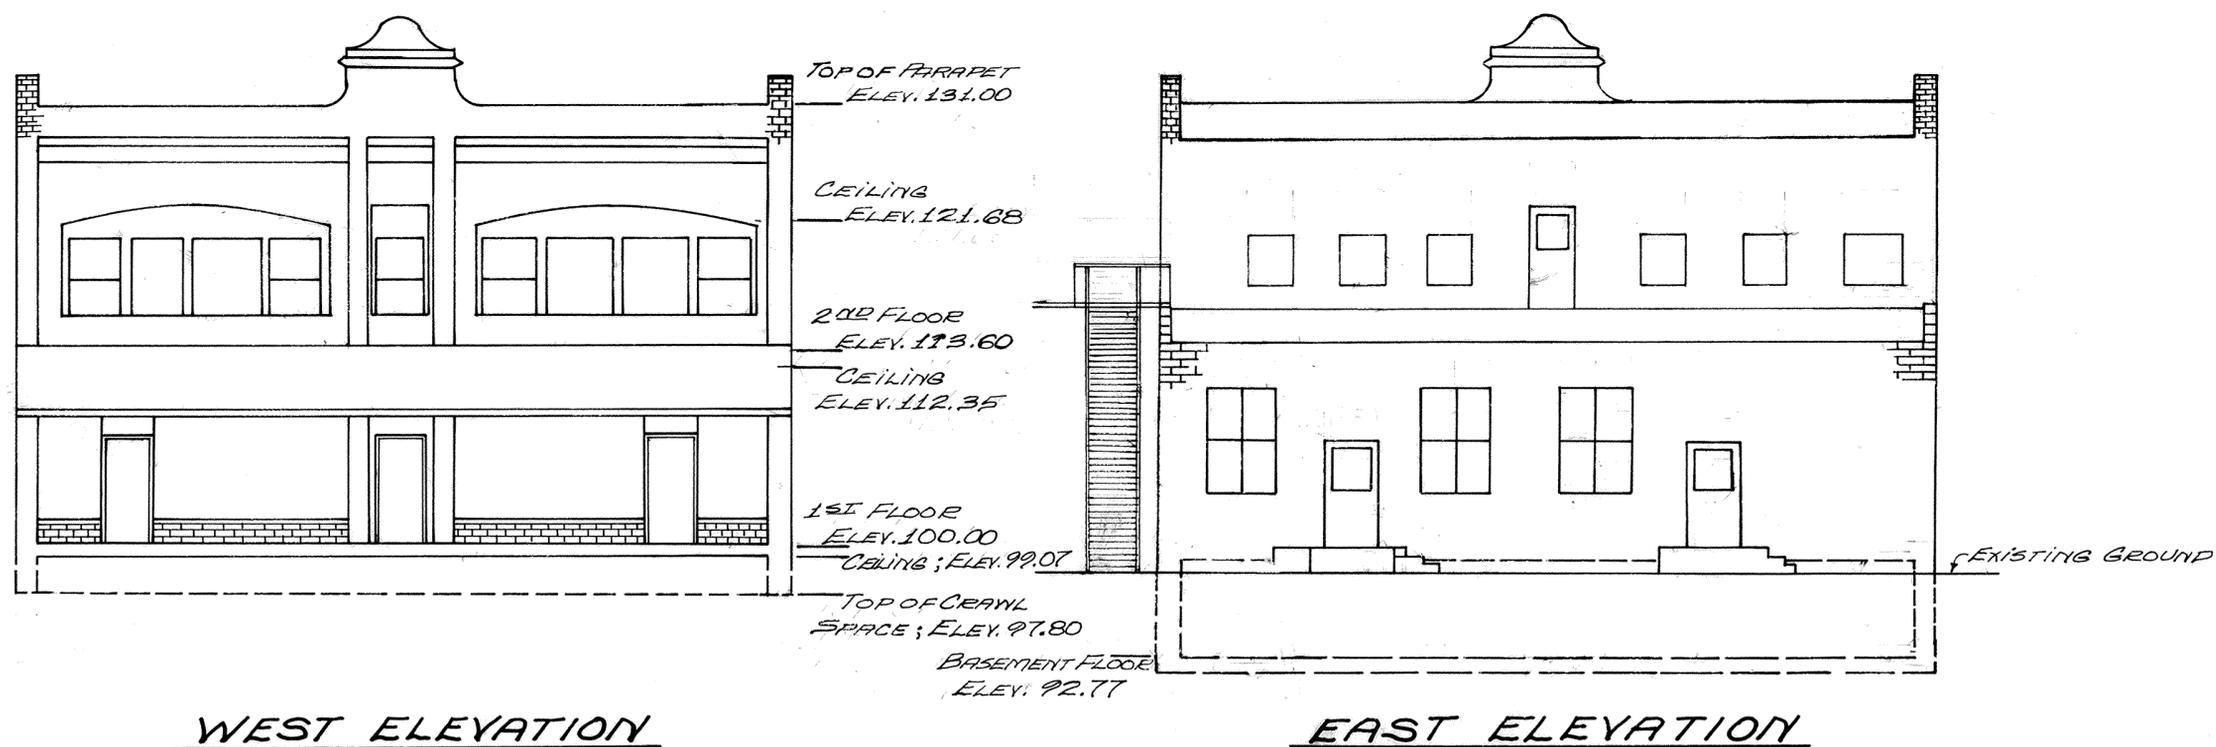 TOP OF PARAPET
ELEV. 131.00
CEILING
ELEV. 121.68
2ND FLOOR
ELEV. 113.60
CEILING
ELEV. 112.35
1ST FLOOR
ELEV. 100.00
CEILING ; ELEV. 99.07
TOP OF CRAWL
SPACE ; ELEV. 97.80
BASEMENT FLOOR
ELEV. 92.77
EXISTING GROUND
WEST ELEVATION
EAST ELEVATION